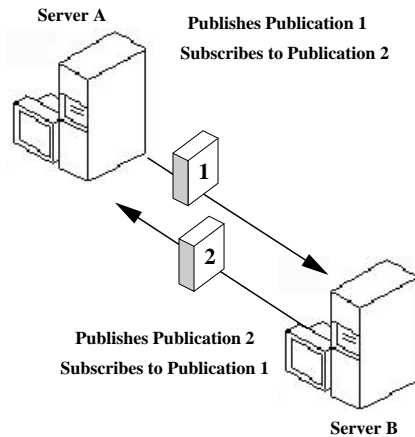 Server A
Publishes Publication 1
Subscribes to Publication 2
1
2
Publishes Publication 2
Subscribes to Publication 1
Server B